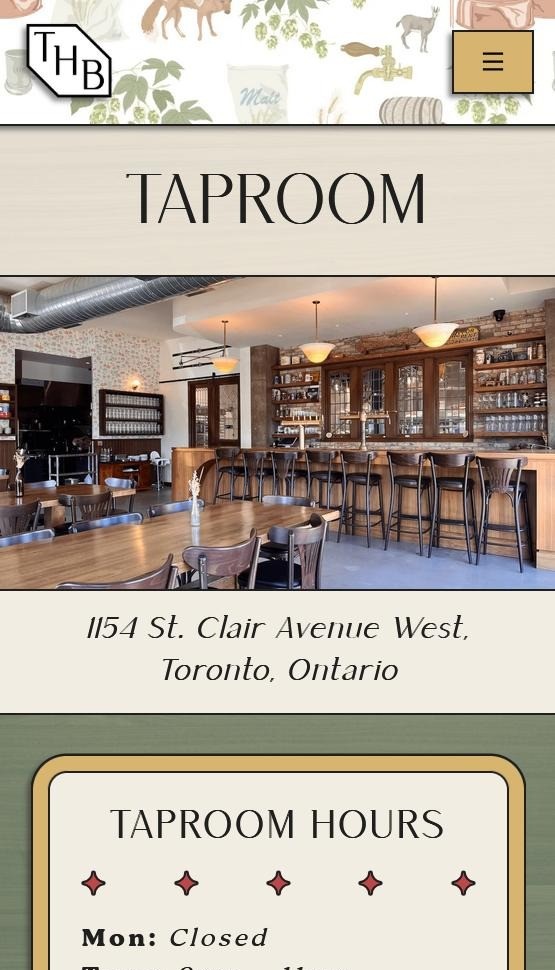 THB
Malt
TAPROOM
1154 St. Clair Avenue West,
Toronto, Ontario
TAPROOM HOURS
Mon: Closed